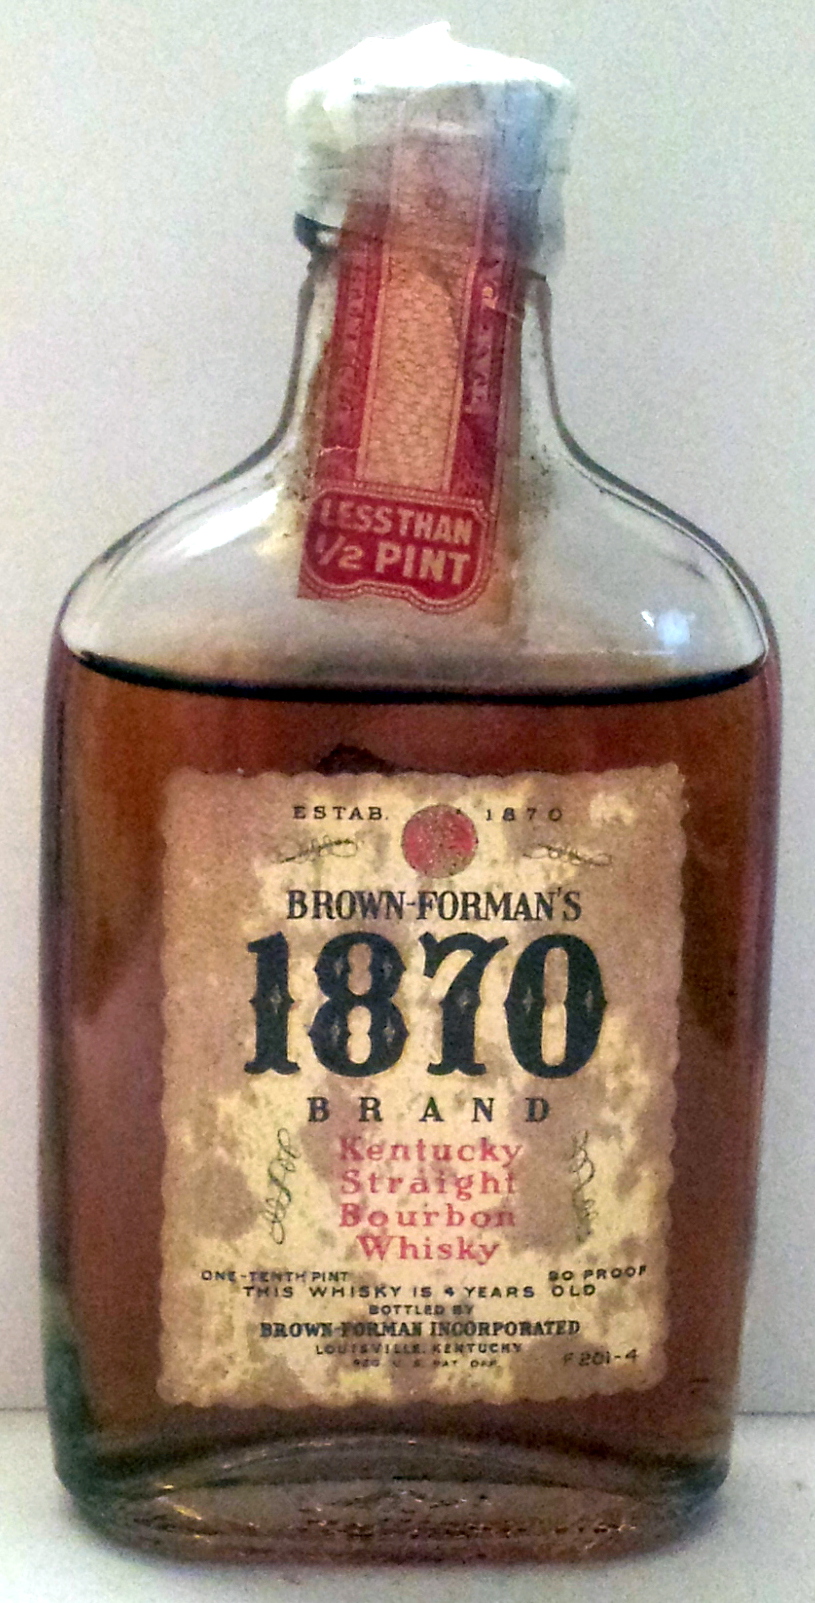 LESS THAN
1/2 PINT
ESTAB. 1870
BROWN-FORMAN'S
1870
BRAND
Kentucky
Straight
Bourbon
Whisky
ONE-TENTH PINT PROOF
THIS WHISKY IS 4 YEARS OLD
BOTTLED BY
BROWN-FORMAN INCORPORATED
LOUISVILLE, KENTUCKY
REG. U.S. PAT. OFF. F 201-4